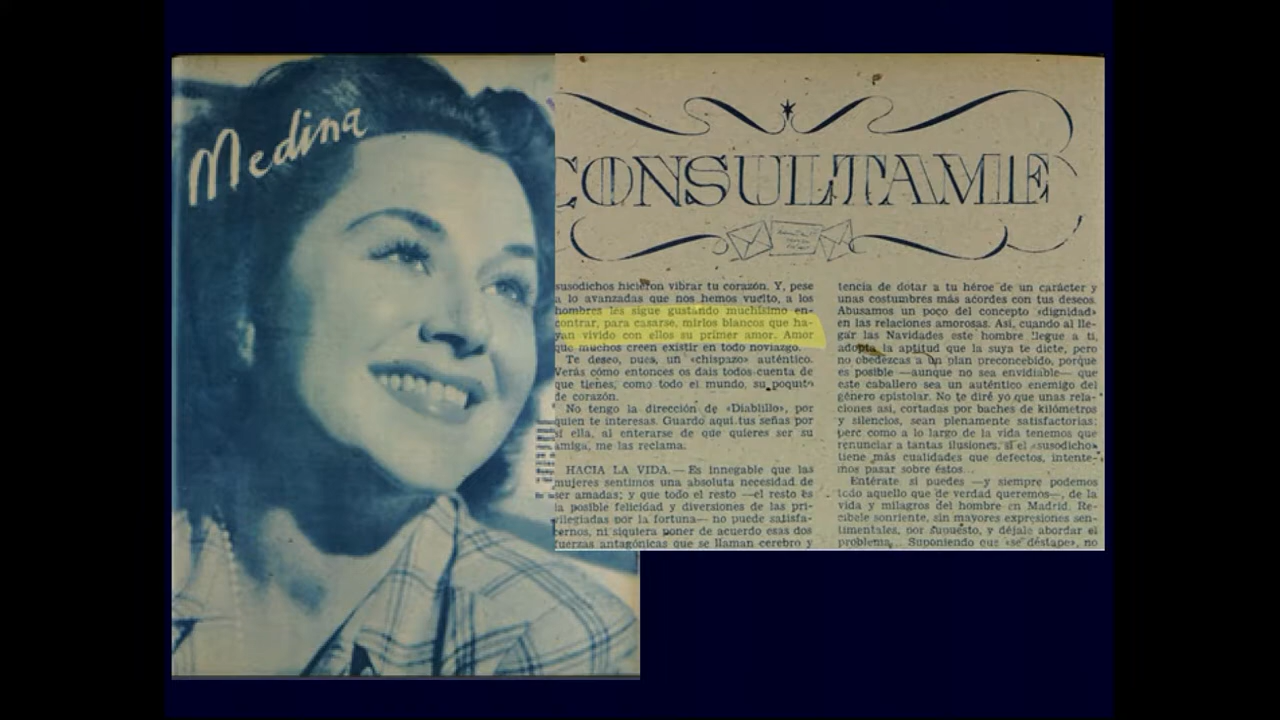 Medina
CONSULTAME
susodichos hicieron vibrar tu corazón. Y, pese
a lo avanzadas que nos hemos vuelto, a los
hombres les sigue gustando muchísimo en-
contrar, para casarse, mirlos blancos que ha-
yan vivido con ellos su primer amor. Amor
que muchos creen existir en todo noviazgo.
Te deseo, pues, un «chispazo» auténtico.
Verás cómo entonces os dais todos cuenta de
que tienes, como todo el mundo, su poquito
de corazón.
No tengo la dirección de «Diablillo», por
quien te interesas. Guardo aquí tus señas por
si ella, al enterarse de que quieres ser su
amiga, me las reclama.
HACIA LA VIDA.—Es innegable que las
mujeres sentimos una absoluta necesidad de
ser amadas; y que todo el resto —el resto es
la posible felicidad y diversiones de las pri-
vilegiadas por la fortuna— no puede satisfa-
cernos, ni siquiera poner de acuerdo esas dos
fuerzas antagónicas que se llaman cerebro y
tencia de dotar a tu héroe de un carácter y
unas costumbres más acordes con tus deseos.
Abusamos un poco del concepto «dignidad»
en las relaciones amorosas. Así, cuando al lle-
gar las Navidades este hombre llegue a ti,
adopta la aptitud que la suya te dicte, pero
no obedezcas a un plan preconcebido, porque
es posible —aunque no sea envidiable— que
este caballero sea un auténtico enemigo del
género epistolar. No te diré yo que unas rela-
ciones así, cortadas por baches de kilómetros
y silencios, sean plenamente satisfactorias;
pero como a lo largo de la vida tenemos que
renunciar a tantas ilusiones, si el «susodicho»
tiene más cualidades que defectos, intente-
mos pasar sobre éstos...
Entérate si puedes —y siempre podemos
todo aquello que de verdad queremos—, de la
vida y milagros del hombre en Madrid. Re-
cíbele sonriente, sin mayores expresiones sen-
timentales, por supuesto, y déjale abordar el
problema... Suponiendo que «se destape», no